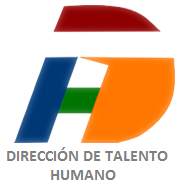 DIRECCIÓN DE TALENTO
HUMANO